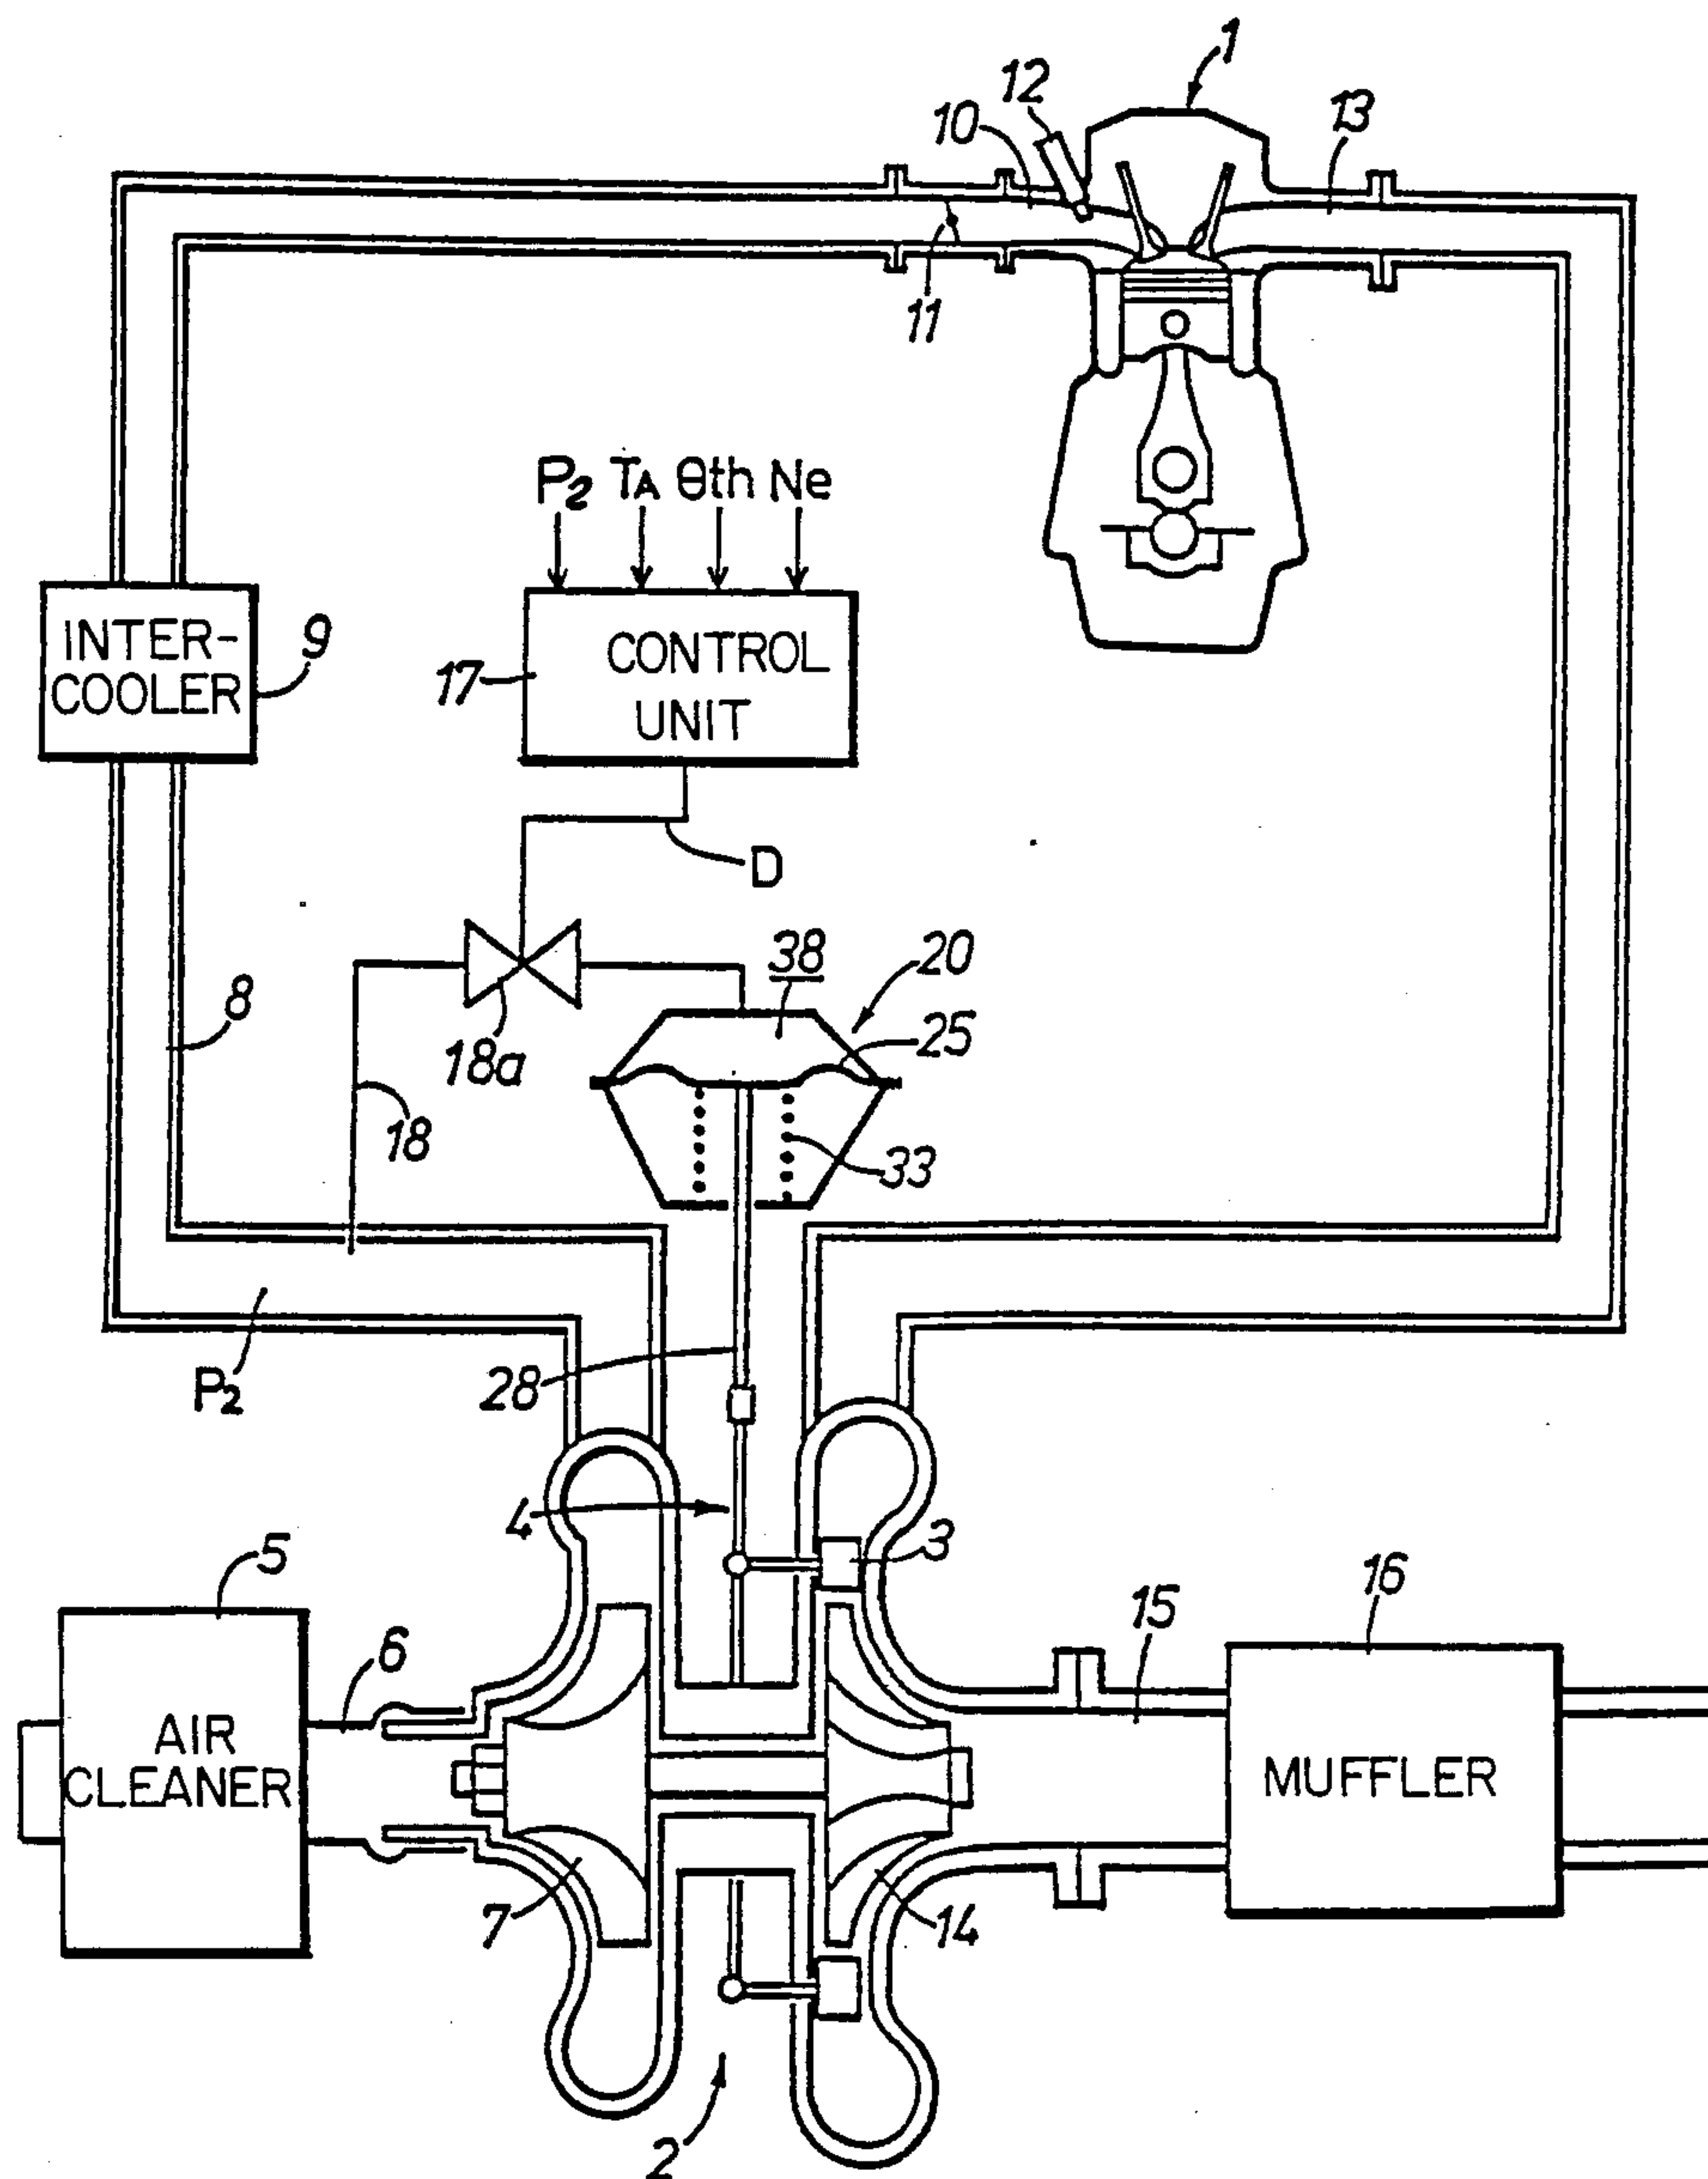 1
12
10
13
11
P2 TA θth Ne
INTER-
COOLER
9
17
CONTROL
UNIT
D
38
20
8
18a
25
18
33
P2
28
4
3
5
16
15
6
AIR
CLEANER
MUFFLER
7
14
2